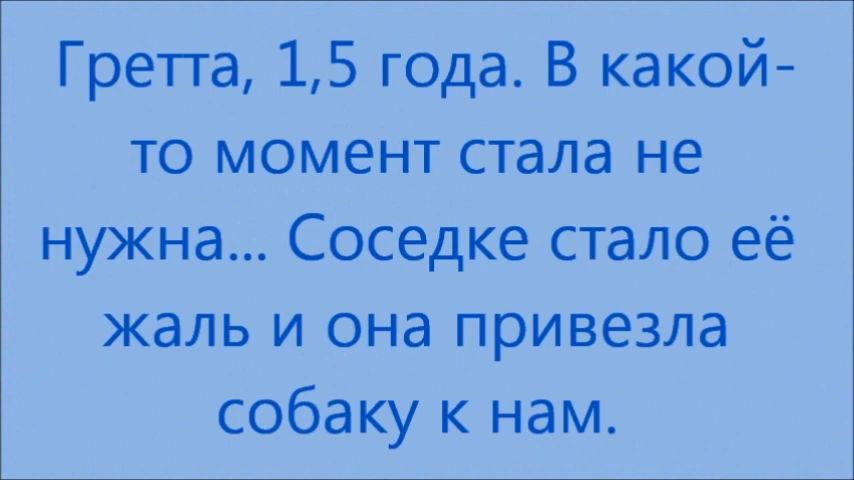 Гретта, 1,5 года. В какой-
то момент стала не
нужна... Соседке стало её
жаль и она привезла
собаку к нам.